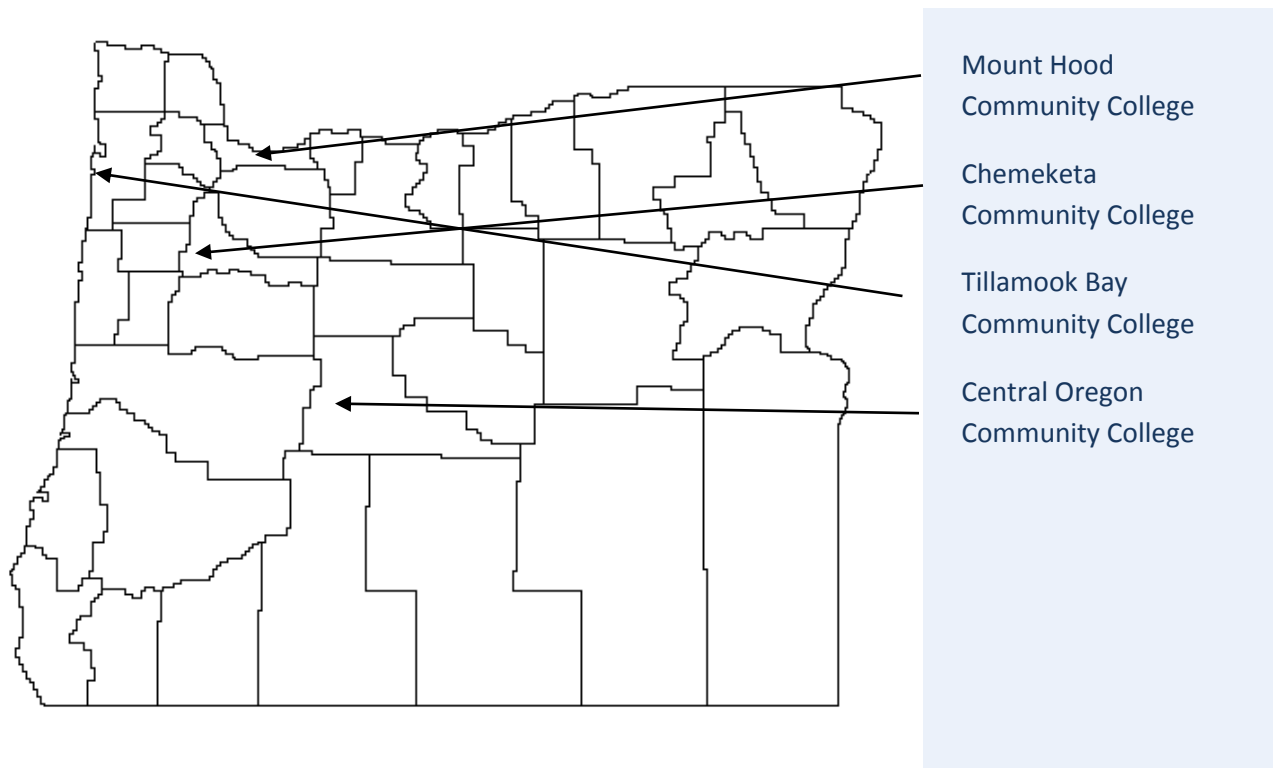 Mount Hood
Community College
Chemeketa
Community College
Tillamook Bay
Community College
Central Oregon
Community College